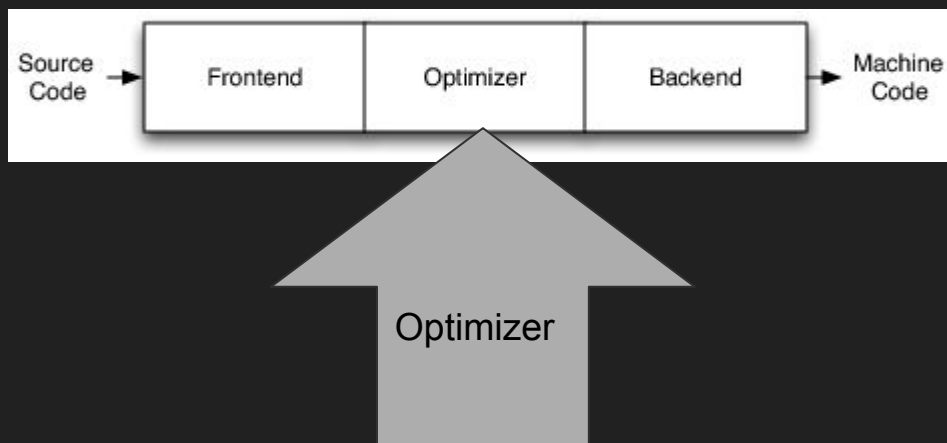 Source
Code
Frontend
Optimizer
Backend
Machine
Code
Optimizer